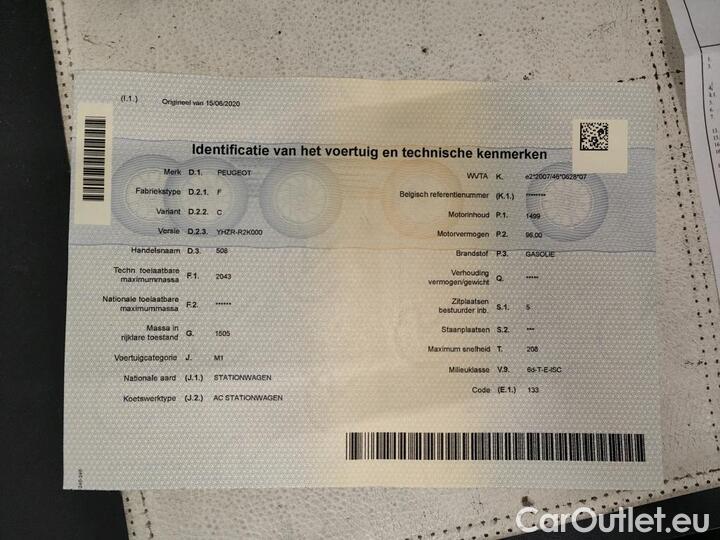 (I.1.) Origineel van 15/06/2020
Identificatie van het voertuig en technische kenmerken
Merk D.1. PEUGEOT
Fabriekstype D.2.1. F
Variant D.2.2. C
Versie D.2.3. YHZR-R2K000
Handelsnaam D.3. 508
Techn. toelaatbare
maximummassa F.1. 2043
Nationale toelaatbare
maximummassa F.2. ******
Massa in
rijklare toestand G. 1505
Voertuigcategorie J. M1
Nationale aard (J.1.) STATIONWAGEN
Koetswerktype (J.2.) AC STATIONWAGEN
WVTA K. e2*2007/46*0628*07
Belgisch referentienummer (K.1.) ********
Motorinhoud P.1. 1499
Motorvermogen P.2. 96,00
Brandstof P.3. GASOLIE
Verhouding
vermogen/gewicht Q. *****
Zitplaatsen
bestuurder inb. S.1. 5
Staanplaatsen S.2. ***
Maximum snelheid T. 208
Milieuklasse V.9. 6d-T-E-ISC
Code (E.1.) 133
CarOutlet.eu